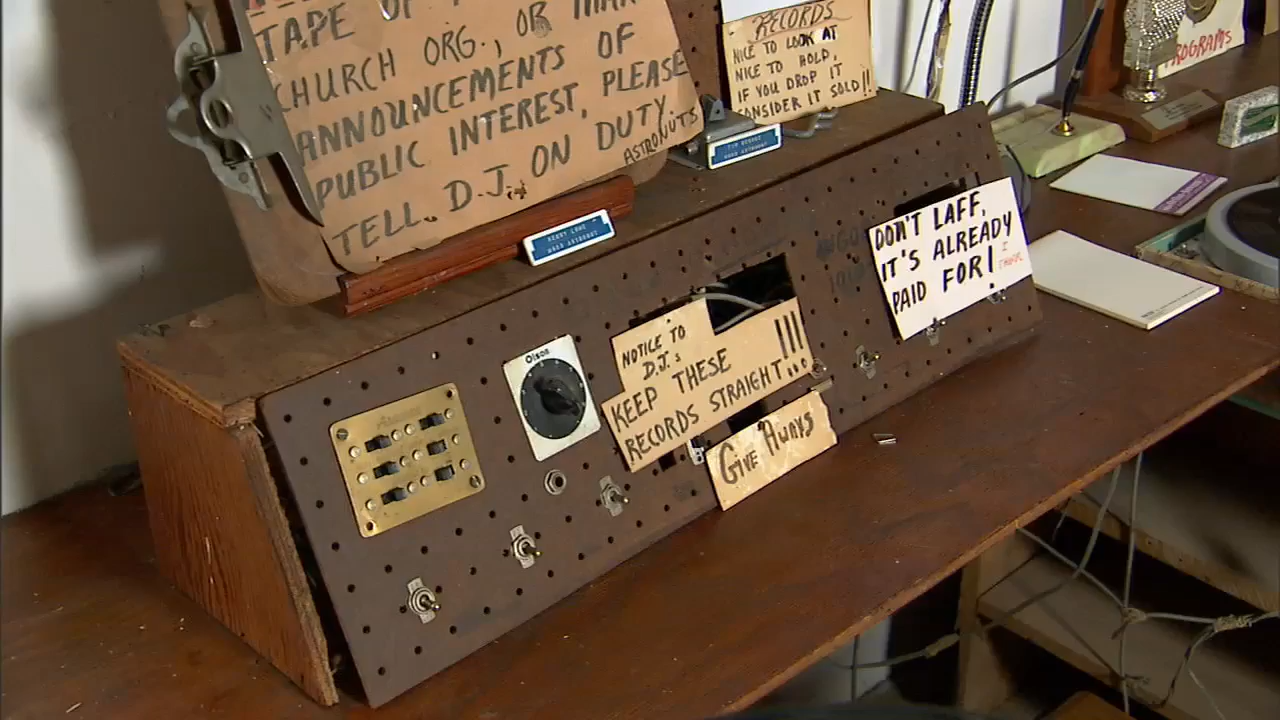 TAPE OF
CHURCH ORG., OR
ANNOUNCEMENTS OF
PUBLIC INTEREST, PLEASE
TELL D.J. ON DUTY.
ASTRONUTS
RECORDS
NICE TO LOOK AT
NICE TO HOLD,
IF YOU DROP IT
CONSIDER IT SOLD!!
PROGRAMS
DON'T LAFF,
IT'S ALREADY
PAID FOR!
I THINK
Olson
NOTICE TO
D.J.s
KEEP THESE
RECORDS STRAIGHT!!!
GIVE AWAYS